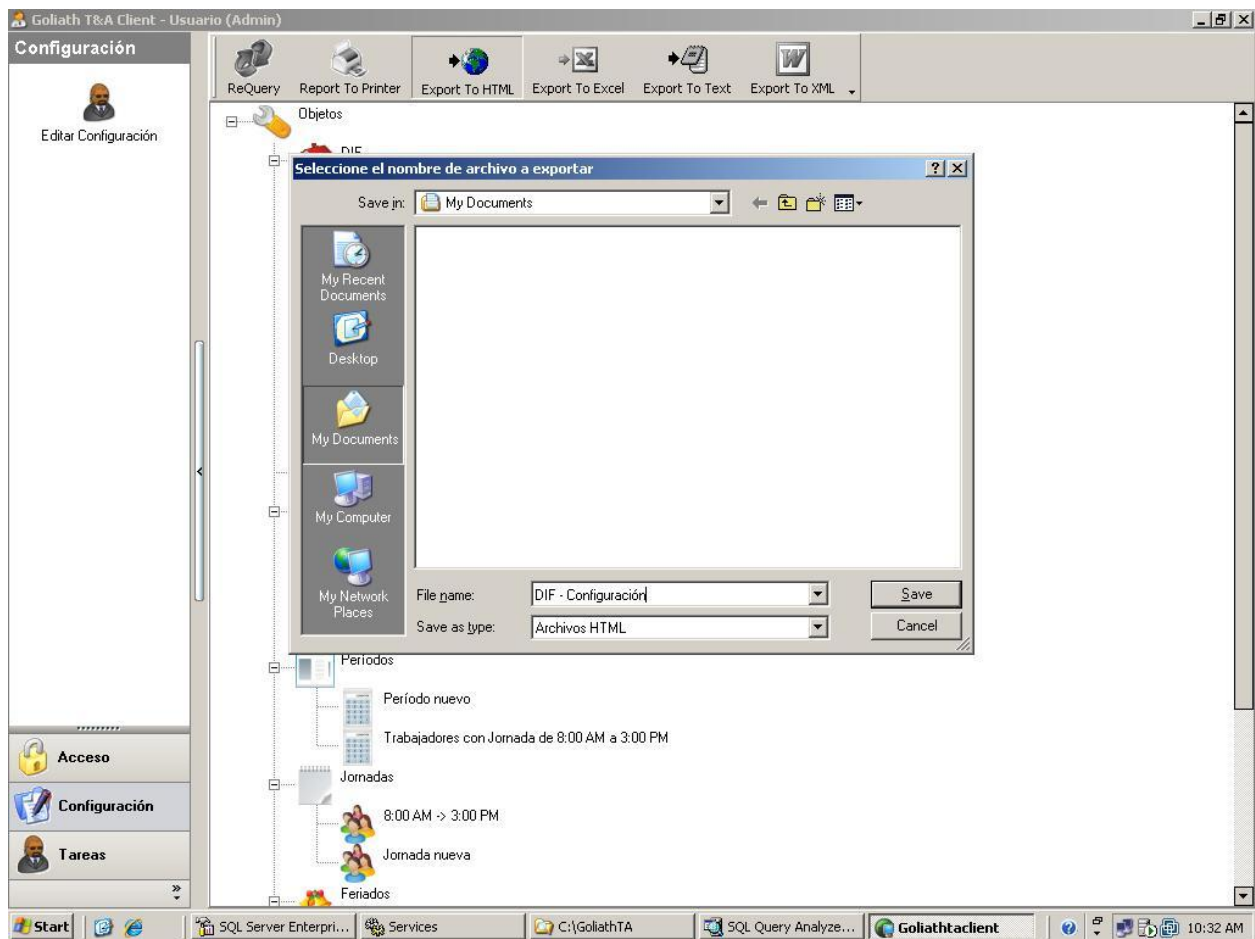 Goliath T&A Client - Usuario (Admin)
Configuración
Editar Configuración
ReQuery
Report To Printer
Export To HTML
Export To Excel
Export To Text
Export To XML
Objetos
DIF
Seleccione el nombre de archivo a exportar
Save in:
My Documents
My Recent
Documents
Desktop
My Documents
My Computer
My Network
Places
File name:
DIF - Configuración
Save
Save as type:
Archivos HTML
Cancel
Períodos
Período nuevo
Trabajadores con Jornada de 8:00 AM a 3:00 PM
Jornadas
8:00 AM -> 3:00 PM
Jornada nueva
Feriados
Acceso
Configuración
Tareas
Start
SQL Server Enterpri...
Services
C:\GoliathTA
SQL Query Analyze...
Goliathtaclient
10:32 AM